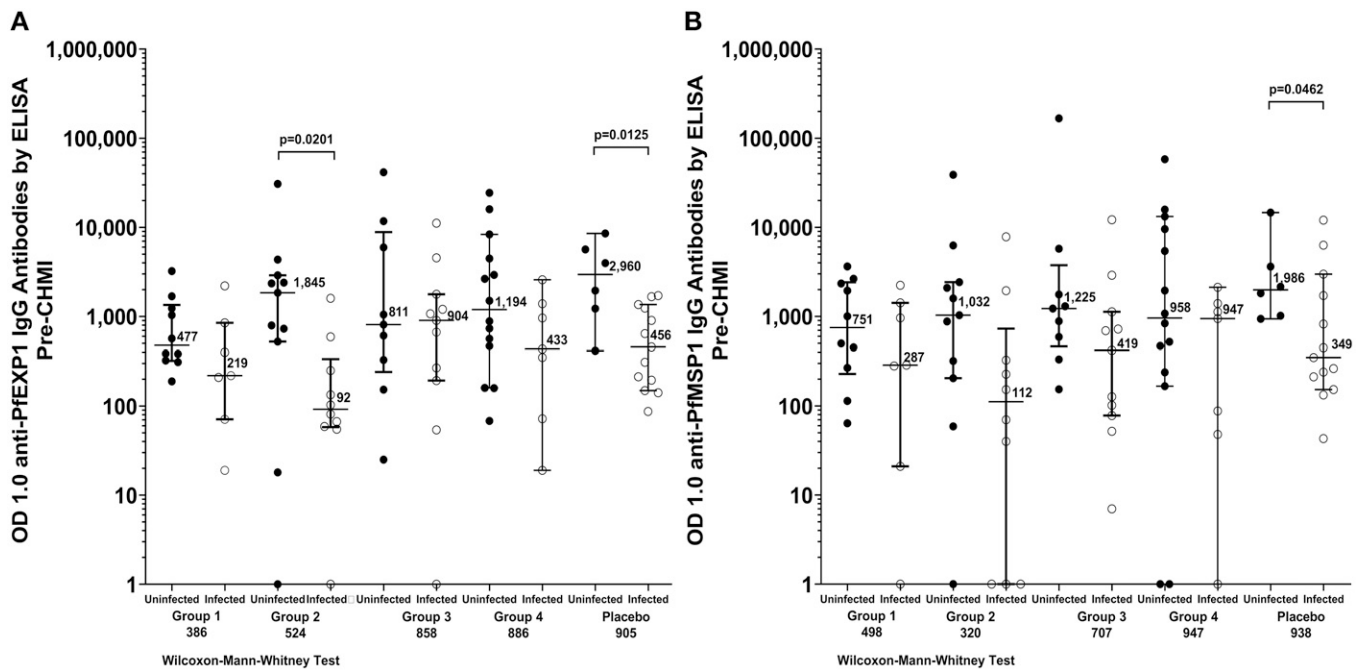 A
OD 1.0 anti-PfEXP1 IgG Antibodies by ELISA
Pre-CHMI
1,000,000
100,000
10,000
1,000
100
10
1
p=0.0201
p=0.0125
477
219
1,845
92
811
904
1,194
433
2,960
456
Uninfected Infected Uninfected Infected Uninfected Infected Uninfected Infected Uninfected Infected
Group 1 Group 2 Group 3 Group 4 Placebo
386 524 858 886 905
Wilcoxon-Mann-Whitney Test
B
OD 1.0 anti-PfMSP1 IgG Antibodies by ELISA
Pre-CHMI
1,000,000
100,000
10,000
1,000
100
10
1
p=0.0462
751
287
1,032
112
1,225
419
958
947
1,986
349
Uninfected Infected Uninfected Infected Uninfected Infected Uninfected Infected Uninfected Infected
Group 1 Group 2 Group 3 Group 4 Placebo
498 320 707 947 938
Wilcoxon-Mann-Whitney Test